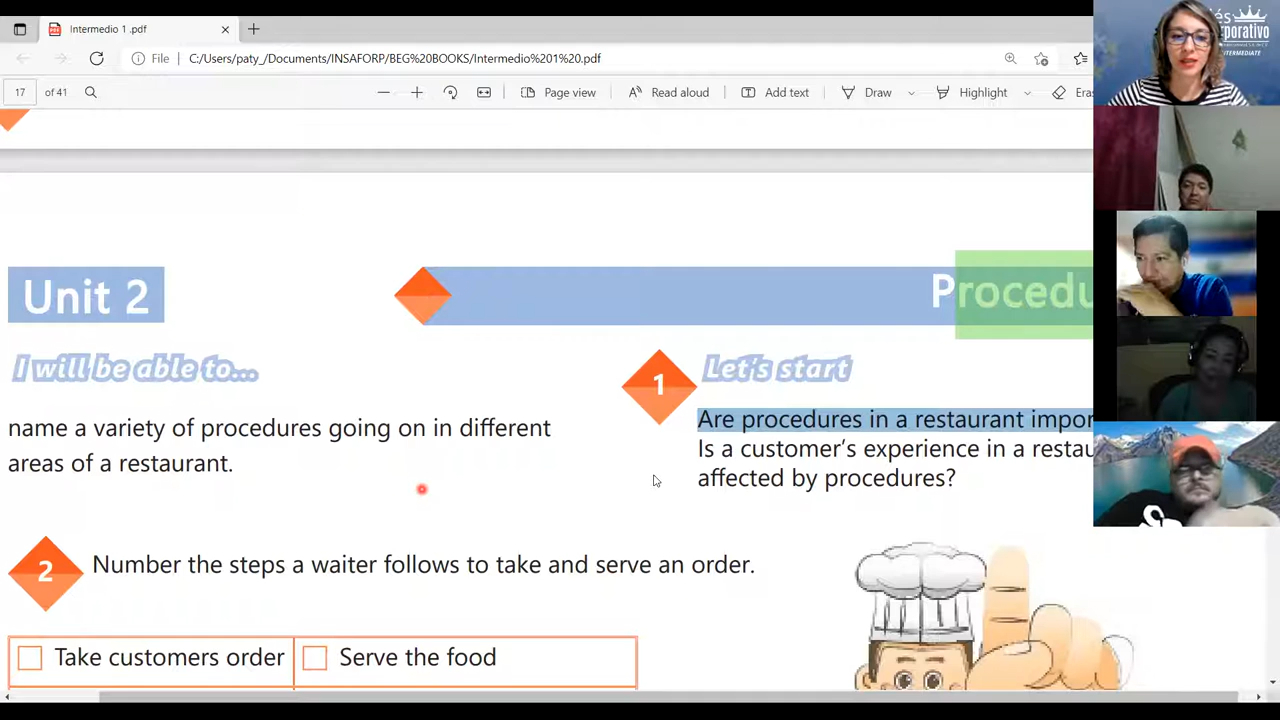 Intermedio 1 .pdf
File
C:/Users/paty_/Documents/INSAFORP/BEG%20BOOKS/Intermedio%201%20.pdf
17 of 41
Page view
Read aloud
Add text
Draw
Highlight
Eras
Unit 2
Procedu
I will be able to...
name a variety of procedures going on in different
areas of a restaurant.
1
Let's start
Are procedures in a restaurant impor
Is a customer's experience in a restau
affected by procedures?
2
Number the steps a waiter follows to take and serve an order.
Take customers order
Serve the food
és
rporativo
INTERMEDIATE